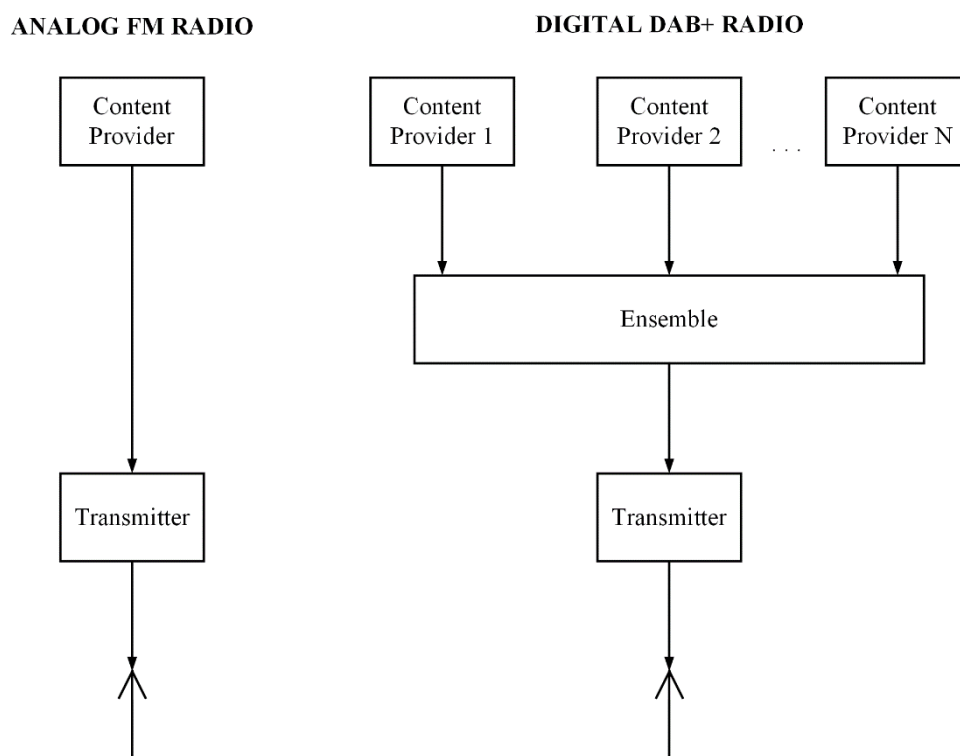 ANALOG FM RADIO
DIGITAL DAB+ RADIO
Content
Provider
Content
Provider 1
Content
Provider 2
. . .
Content
Provider N
Ensemble
Transmitter
Transmitter